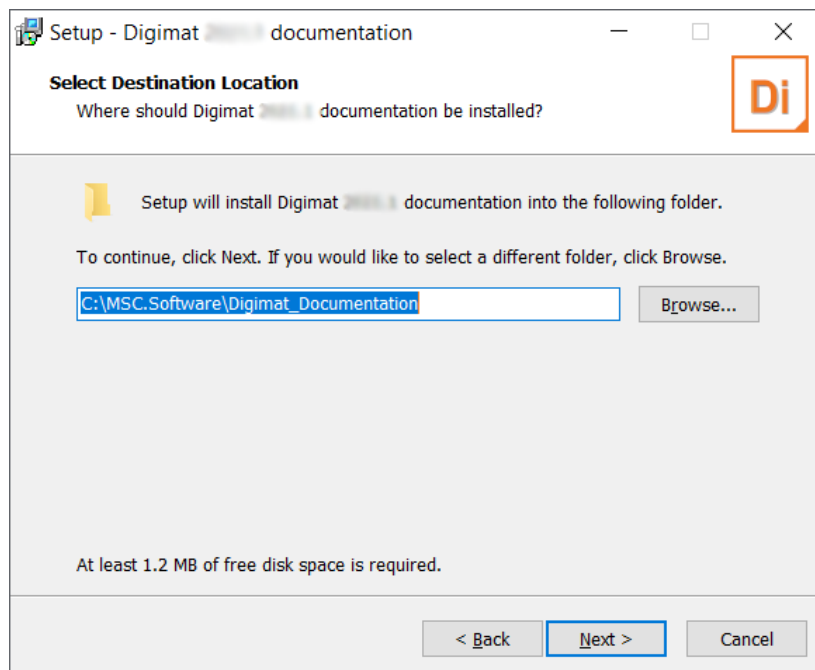 Setup - Digimat documentation
Select Destination Location
Where should Digimat documentation be installed?
Di
Setup will install Digimat documentation into the following folder.
To continue, click Next. If you would like to select a different folder, click Browse.
C:\MSC.Software\Digimat_Documentation
Browse...
At least 1.2 MB of free disk space is required.
< Back
Next >
Cancel